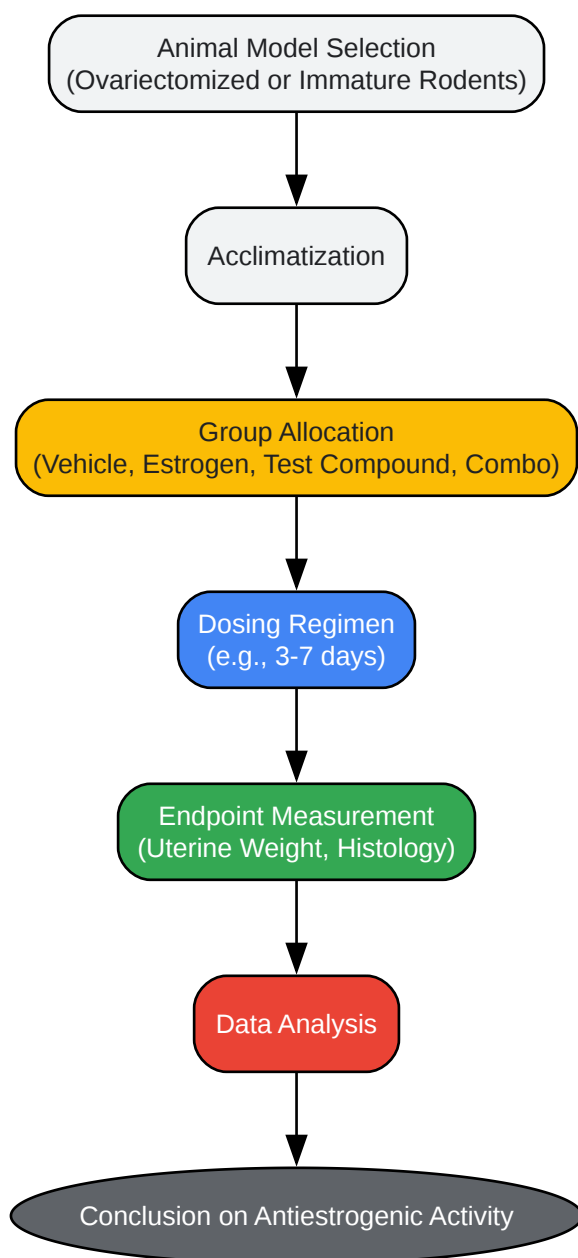 Animal Model Selection
(Ovariectomized or Immature Rodents)
Acclimatization
Group Allocation
(Vehicle, Estrogen, Test Compound, Combo)
Dosing Regimen
(e.g., 3-7 days)
Endpoint Measurement
(Uterine Weight, Histology)
Data Analysis
Conclusion on Antiestrogenic Activity